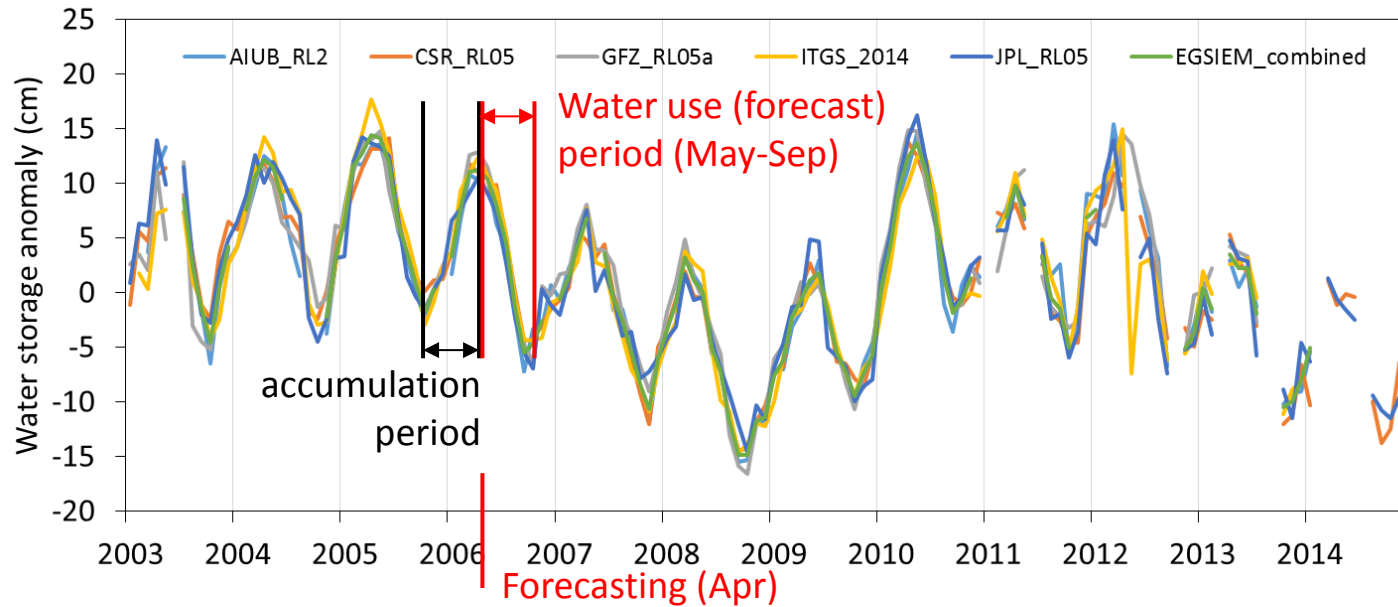 25
20
15
10
5
0
-5
-10
-15
-20
Water storage anomaly (cm)
AIUB_RL2 CSR_RL05 GFZ_RL05a ITGS_2014 JPL_RL05 EGSIEM_combined
Water use (forecast)
period (May-Sep)
accumulation
period
2003 2004 2005 2006 2007 2008 2009 2010 2011 2012 2013 2014
Forecasting (Apr)